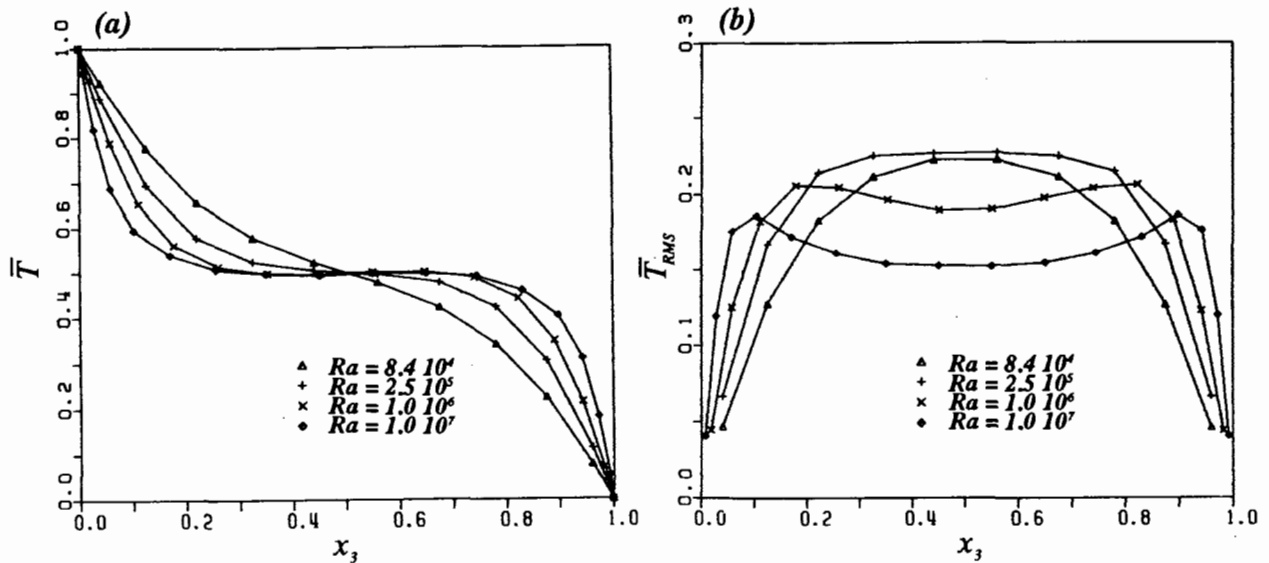 (a)
1.0
0.8
0.6
0.4
0.2
0.0
T
0.0 0.2 0.4 0.6 0.8 1.0
x₃
Ra = 8.4 10⁴
Ra = 2.5 10⁵
Ra = 1.0 10⁶
Ra = 1.0 10⁷
(b)
0.3
0.2
0.1
0.0
T RMS
0.0 0.2 0.4 0.6 0.8 1.0
x₃
Ra = 8.4 10⁴
Ra = 2.5 10⁵
Ra = 1.0 10⁶
Ra = 1.0 10⁷